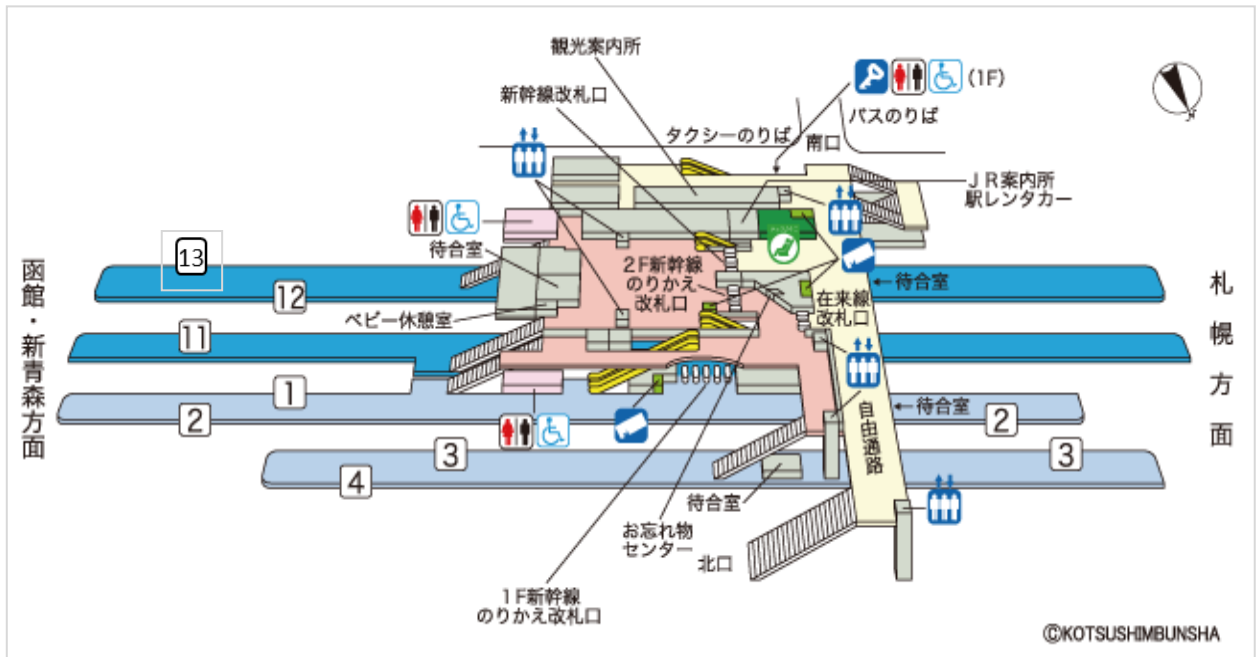 観光案内所
新幹線改札口
(1F)
バスのりば
タクシーのりば
南口
JR案内所
駅レンタカー
待合室
13
2F新幹線
のりかえ
改札口
←待合室
12
在来線
改札口
ベビー休憩室
11
函館・新青森方面
札幌方面
1
←待合室
2
2
自由通路
3
3
4
待合室
お忘れ物
センター
北口
1F新幹線
のりかえ改札口
©KOTSUSHIMBUNSHA